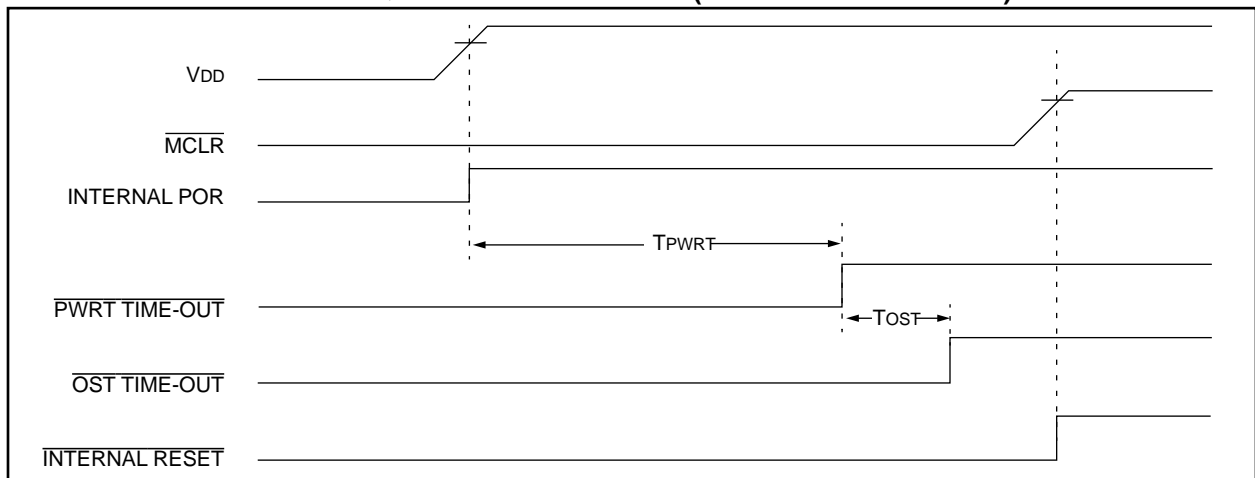 VDD
MCLR
INTERNAL POR
TPWRT
PWRT TIME-OUT
TOST
OST TIME-OUT
INTERNAL RESET